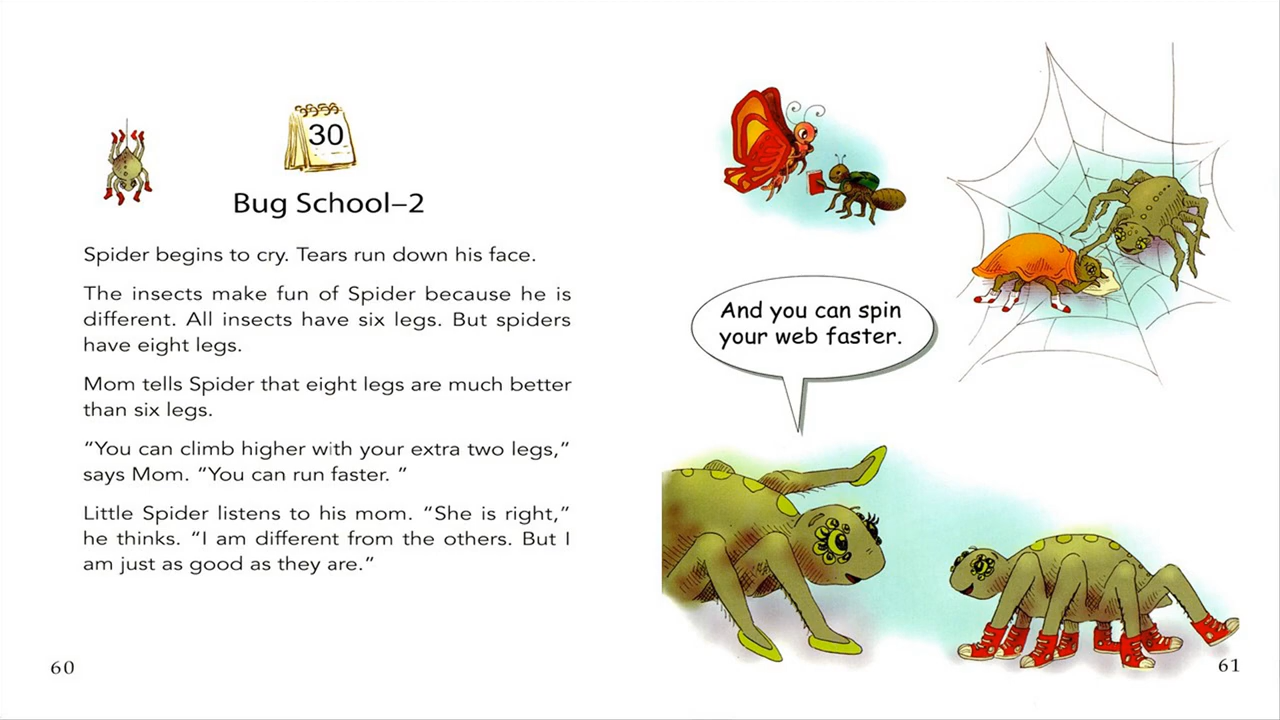 30
Bug School–2
Spider begins to cry. Tears run down his face.
The insects make fun of Spider because he is
different. All insects have six legs. But spiders
have eight legs.
Mom tells Spider that eight legs are much better
than six legs.
“You can climb higher with your extra two legs,”
says Mom. “You can run faster. ”
Little Spider listens to his mom. “She is right,”
he thinks. “I am different from the others. But I
am just as good as they are.”
60
And you can spin
your web faster.
61